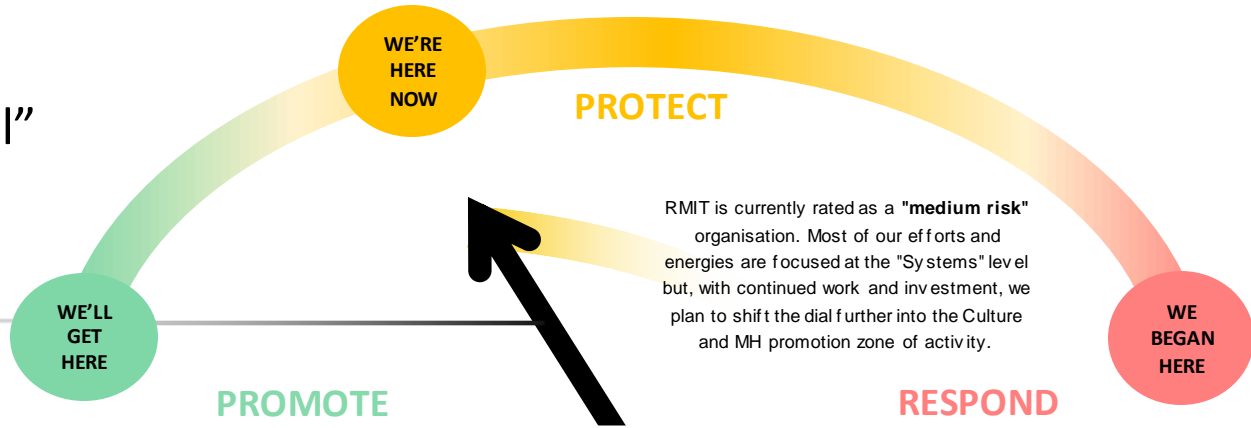 WE'RE
HERE
NOW
l”
PROTECT
RMIT is currently rated as a "medium risk"
organisation. Most of our efforts and
energies are focused at the "Systems" level
but, with continued work and investment, we
plan to shift the dial further into the Culture
and MH promotion zone of activity.
WE'LL
GET
HERE
WE
BEGAN
HERE
PROMOTE
RESPOND